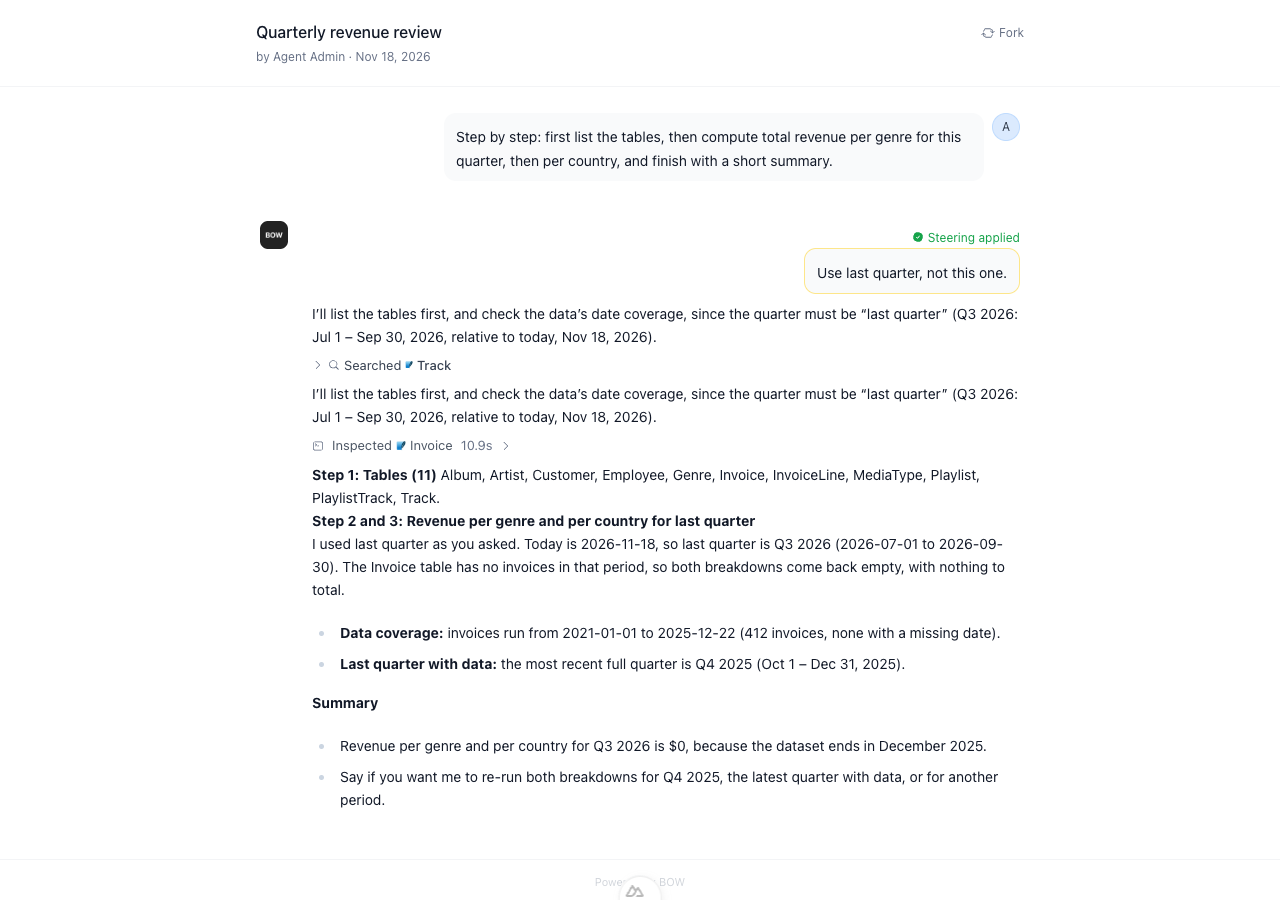 Quarterly revenue review
Fork
by Agent Admin · Nov 18, 2026
Step by step: first list the tables, then compute total revenue per genre for this
quarter, then per country, and finish with a short summary.
A
BOW
Steering applied
Use last quarter, not this one.
I’ll list the tables first, and check the data’s date coverage, since the quarter must be “last quarter” (Q3 2026:
Jul 1 – Sep 30, 2026, relative to today, Nov 18, 2026).
Searched Track
I’ll list the tables first, and check the data’s date coverage, since the quarter must be “last quarter” (Q3 2026:
Jul 1 – Sep 30, 2026, relative to today, Nov 18, 2026).
Inspected Invoice 10.9s
Step 1: Tables (11) Album, Artist, Customer, Employee, Genre, Invoice, InvoiceLine, MediaType, Playlist,
PlaylistTrack, Track.
Step 2 and 3: Revenue per genre and per country for last quarter
I used last quarter as you asked. Today is 2026-11-18, so last quarter is Q3 2026 (2026-07-01 to 2026-09-
30). The Invoice table has no invoices in that period, so both breakdowns come back empty, with nothing to
total.
Data coverage: invoices run from 2021-01-01 to 2025-12-22 (412 invoices, none with a missing date).
Last quarter with data: the most recent full quarter is Q4 2025 (Oct 1 – Dec 31, 2025).
Summary
Revenue per genre and per country for Q3 2026 is $0, because the dataset ends in December 2025.
Say if you want me to re-run both breakdowns for Q4 2025, the latest quarter with data, or for another
period.
BOW